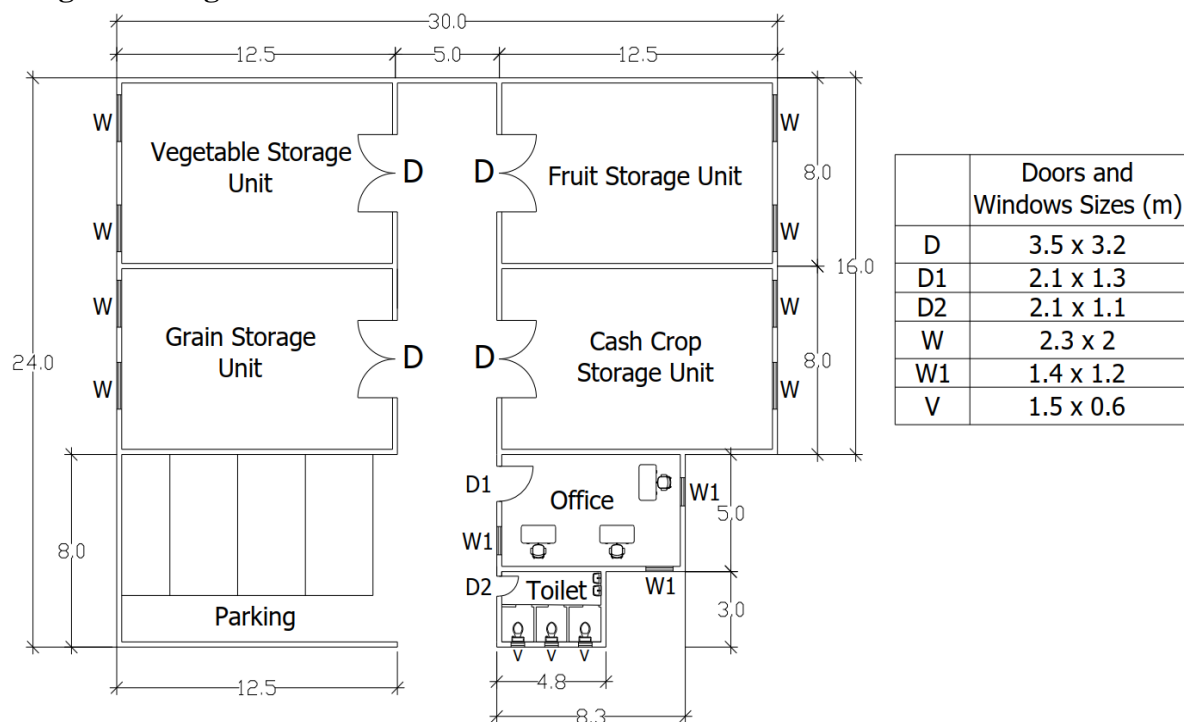 30.0
12.5
5.0
12.5
W
Vegetable Storage
Unit
D
D
Fruit Storage Unit
W
8.0
W
W
16.0
W
Grain Storage
Unit
D
D
Cash Crop
Storage Unit
W
8.0
24.0
W
W
D1
Office
W1
5.0
W1
8.0
D2
Toilet
W1
3.0
Parking
V
V
V
12.5
4.8
8.3
Doors and
Windows Sizes (m)
D 3.5 x 3.2
D1 2.1 x 1.3
D2 2.1 x 1.1
W 2.3 x 2
W1 1.4 x 1.2
V 1.5 x 0.6